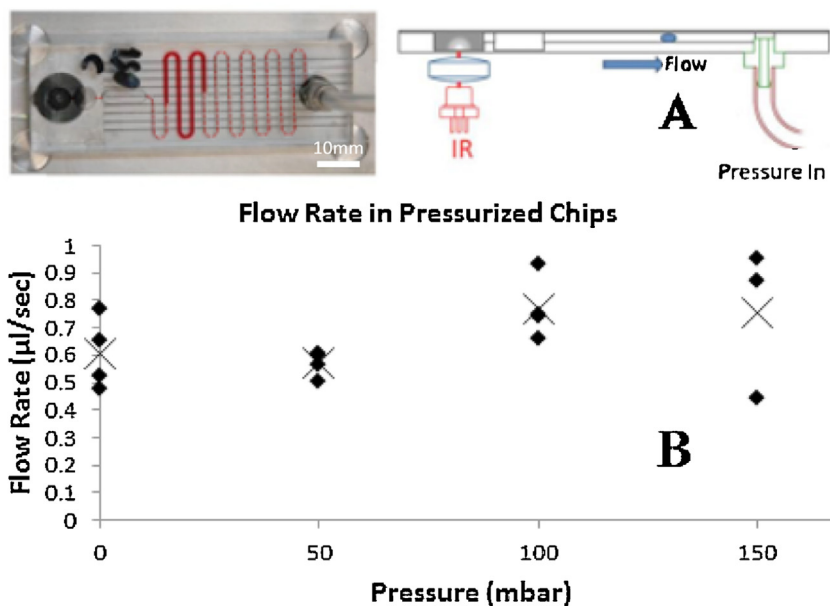 10mm
Flow
A
IR
Pressure In
Flow Rate in Pressurized Chips
Flow Rate (µl/sec)
1
0.9
0.8
0.7
0.6
0.5
0.4
0.3
0.2
0.1
0
B
0 50 100 150
Pressure (mbar)